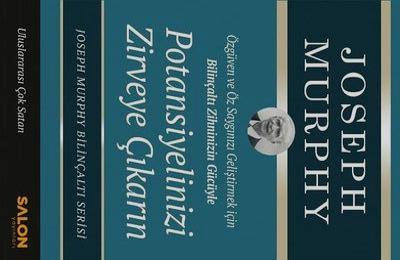 JOSEPH
MURPHY
Özgüven ve Öz Saygınızı Geliştirmek için
Bilinçaltı Zihninizin Gücüyle
Potansiyelinizi
Zirveye Çıkarın
JOSEPH MURPHY BİLİNÇALTI SERİSİ
Uluslararası Çok Satan
SALON
yayınları